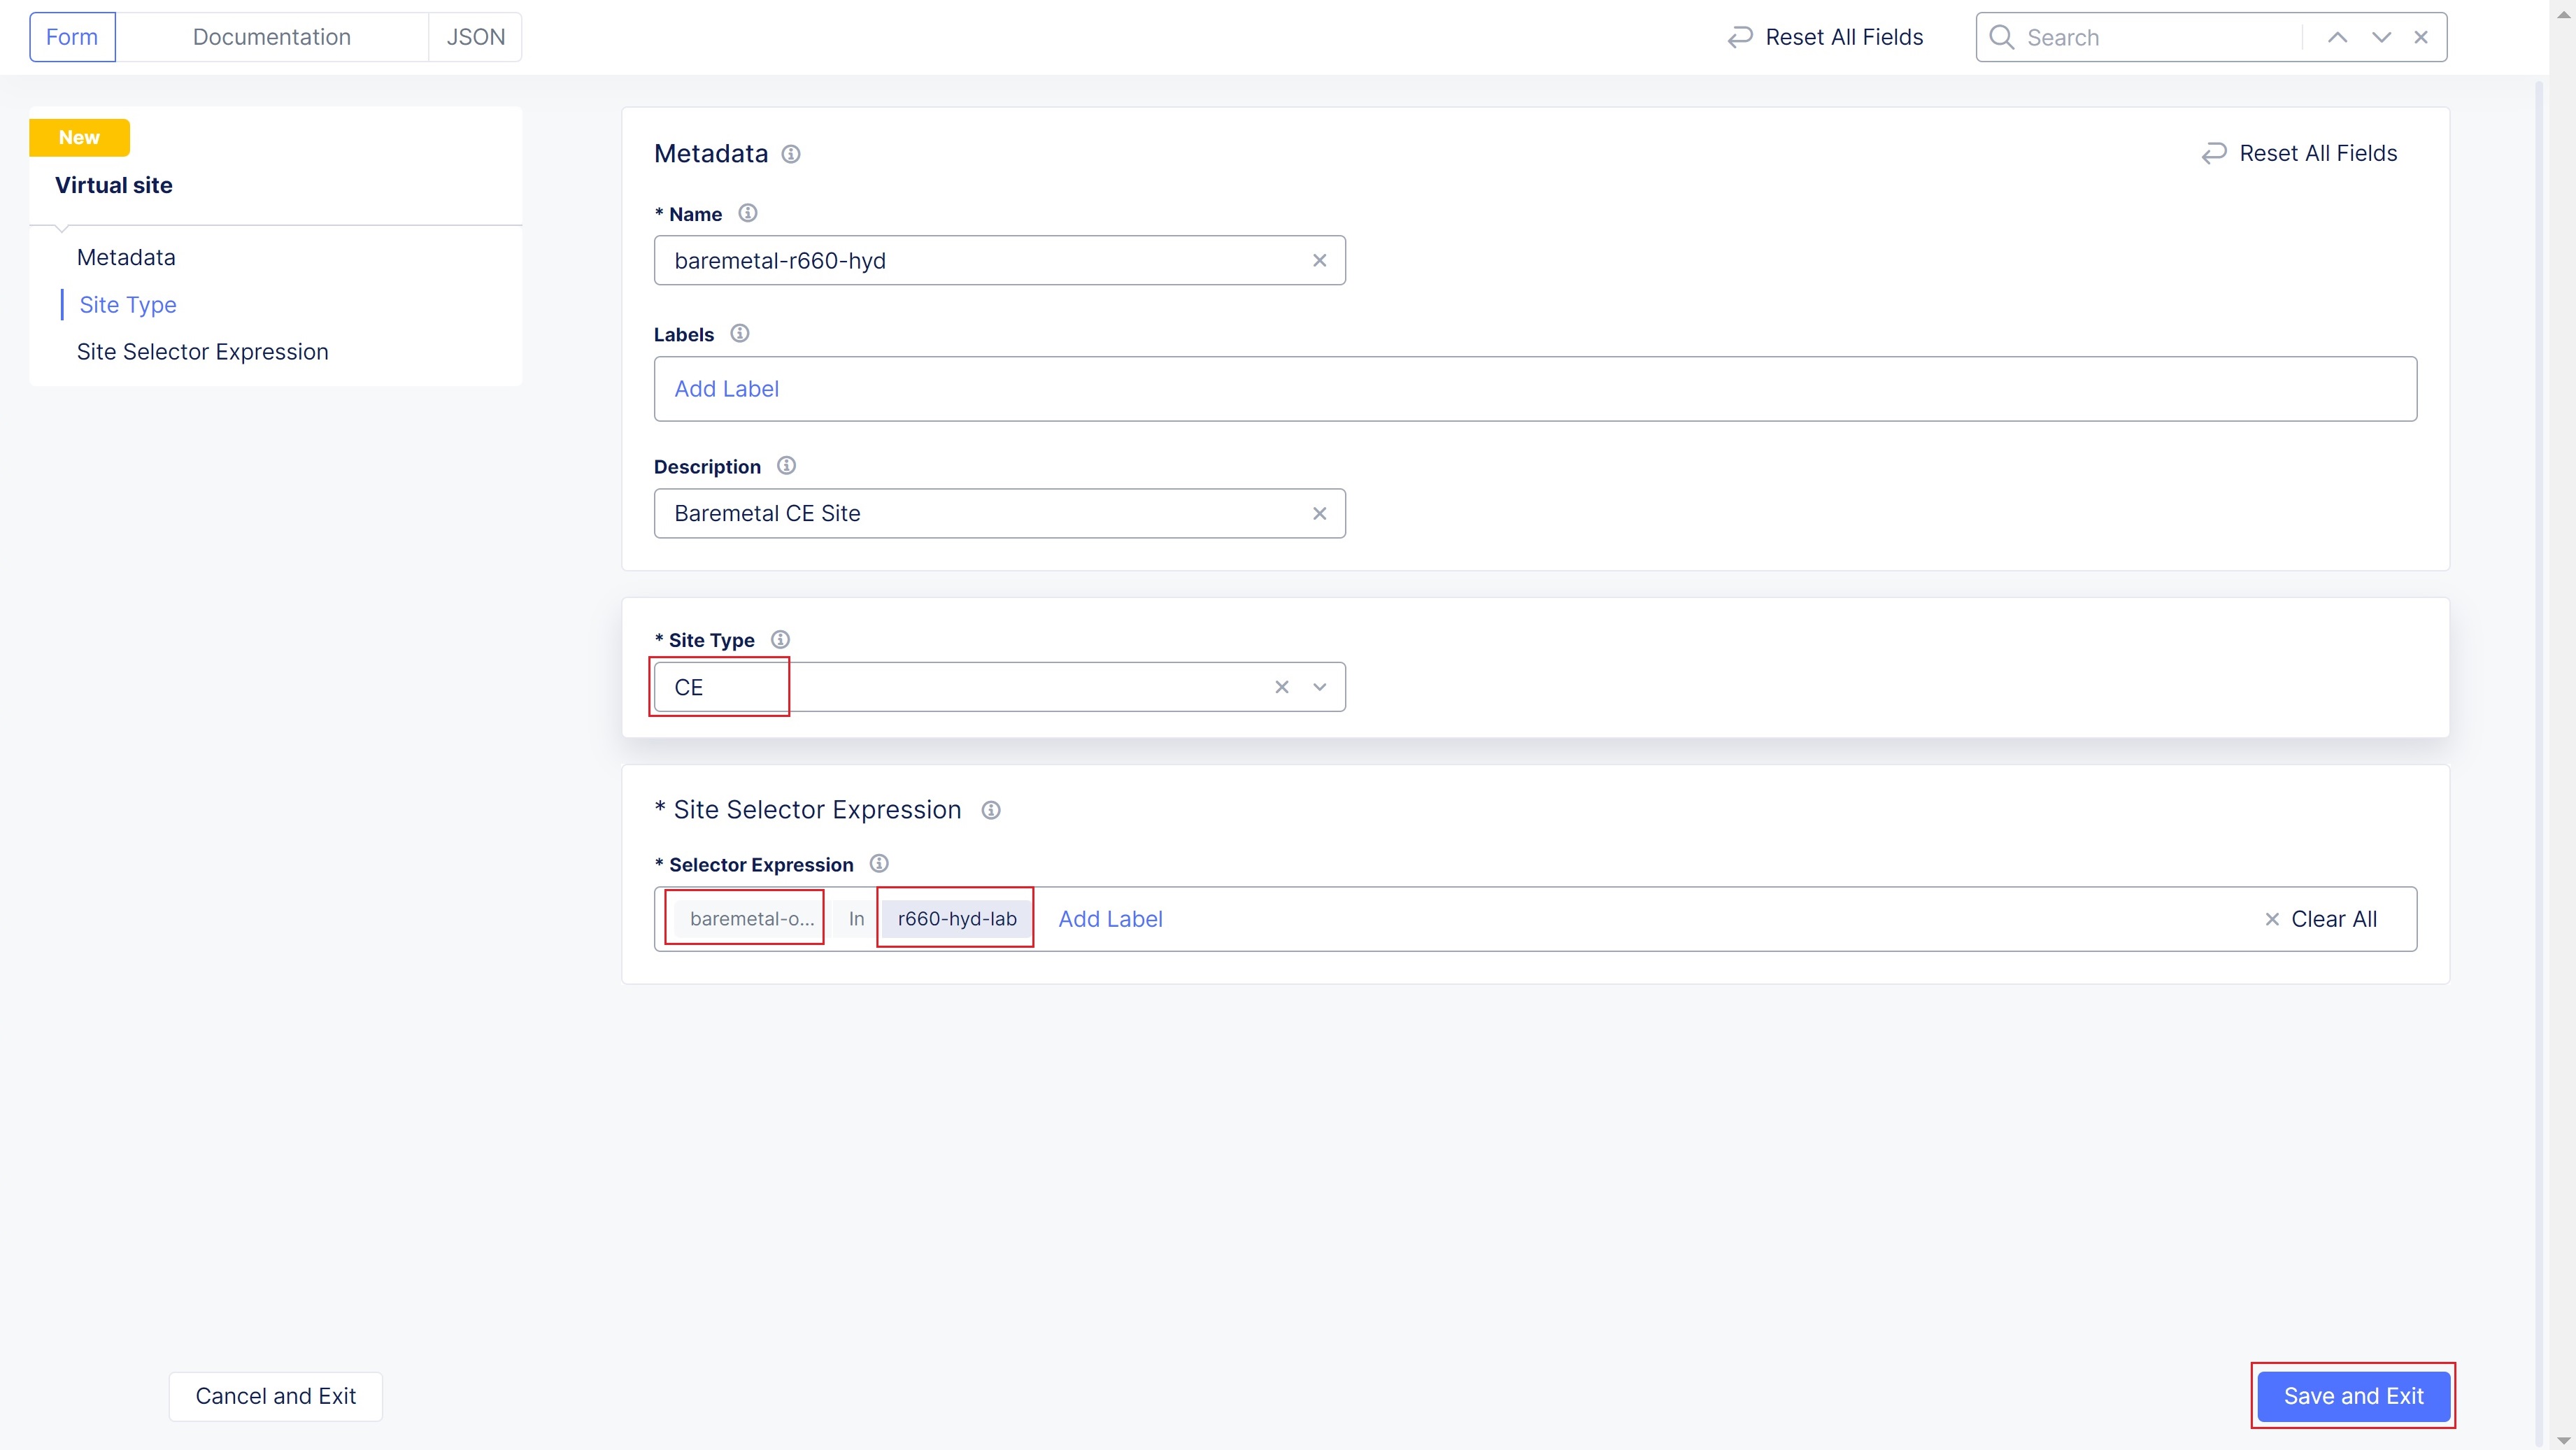 Form Documentation JSON Reset All Fields Search
New
Virtual site
Metadata
Site Type
Site Selector Expression
Metadata Reset All Fields
* Name
baremetal-r660-hyd
Labels
Add Label
Description
Baremetal CE Site
* Site Type
CE
* Site Selector Expression
* Selector Expression
baremetal-o... In r660-hyd-lab Add Label Clear All
Cancel and Exit Save and Exit